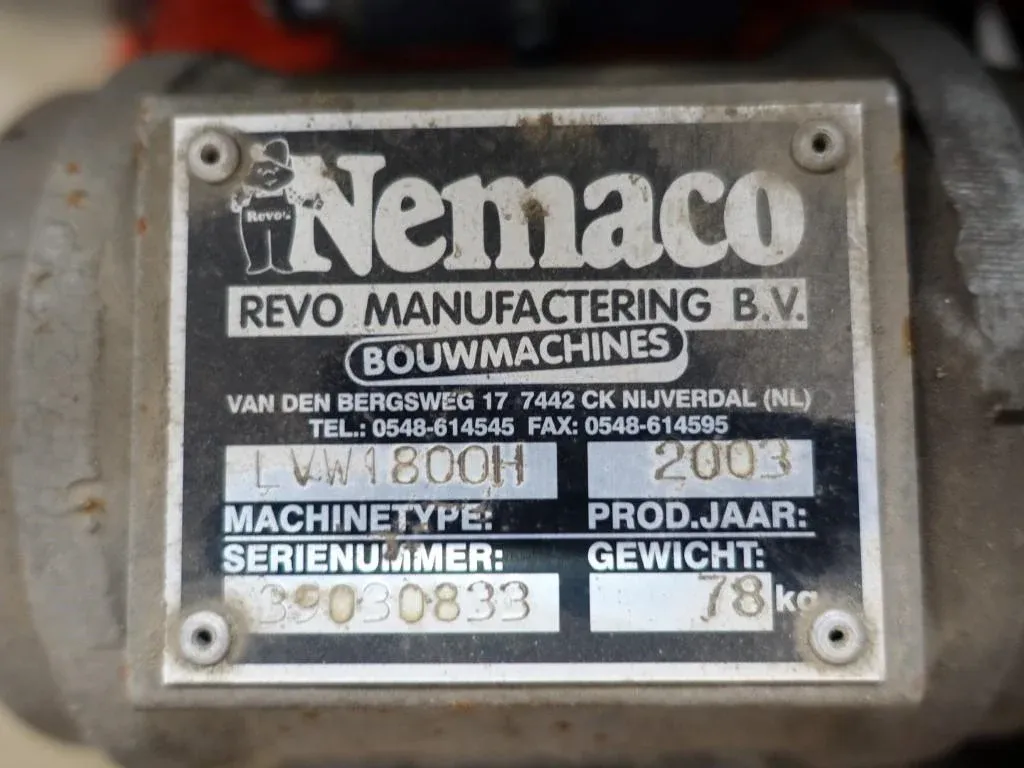 Revo
Nemaco
REVO MANUFACTERING B.V.
BOUWMACHINES
VAN DEN BERGSWEG 17 7442 CK NIJVERDAL (NL)
TEL.: 0548-614545 FAX: 0548-614595
LVW1800H 2003
MACHINETYPE: PROD.JAAR:
SERIENUMMER: GEWICHT:
39030833 78 kg